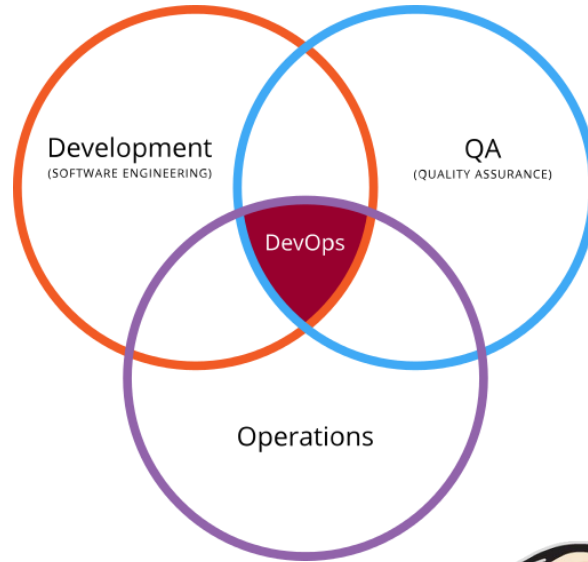 Development
(SOFTWARE ENGINEERING)
QA
(QUALITY ASSURANCE)
DevOps
Operations